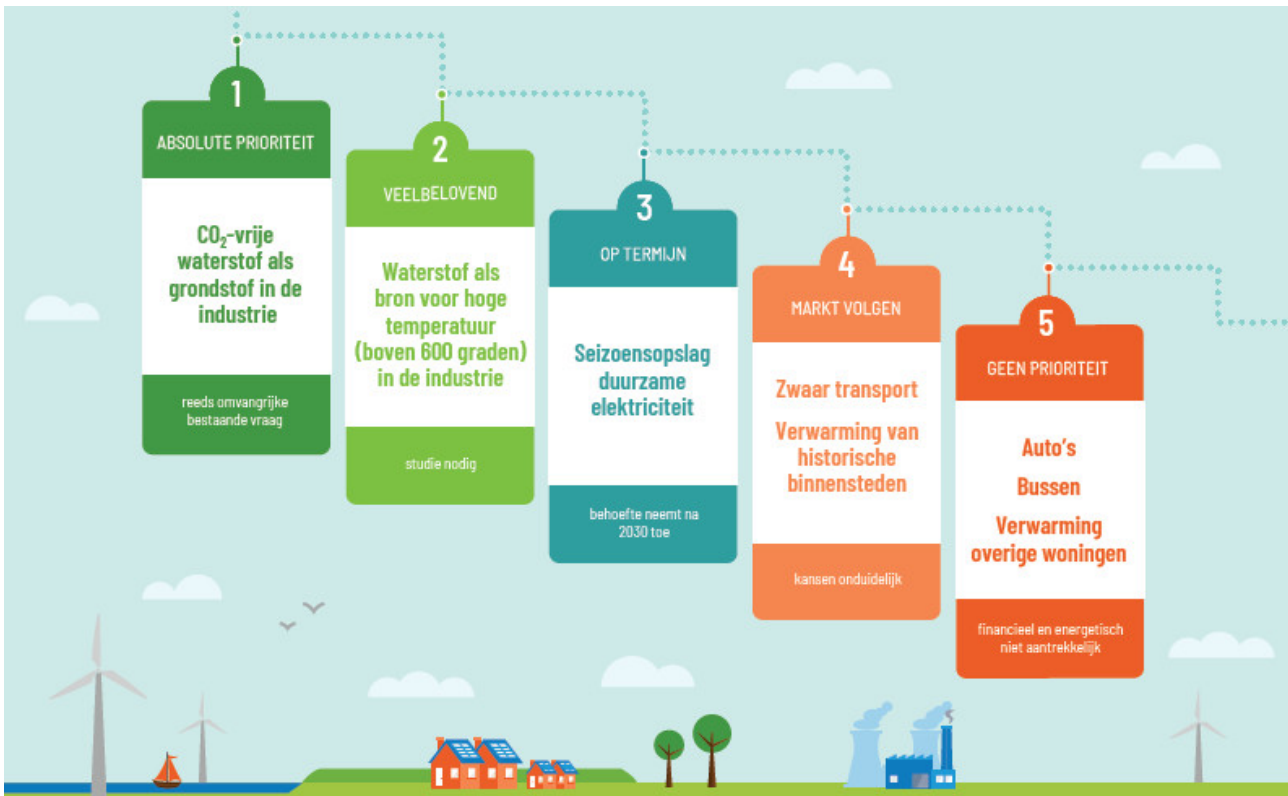 1
ABSOLUTE PRIORITEIT
CO₂-vrije
waterstof als
grondstof in de
industrie
reeds omvangrijke
bestaande vraag
2
VEELBELOVEND
Waterstof als
bron voor hoge
temperatuur
(boven 600 graden)
in de industrie
studie nodig
3
OP TERMIJN
Seizoensopslag
duurzame
elektriciteit
behoefte neemt na
2030 toe
4
MARKT VOLGEN
Zwaar transport
Verwarming van
historische
binnensteden
kansen onduidelijk
5
GEEN PRIORITEIT
Auto's
Bussen
Verwarming
overige woningen
financieel en energetisch
niet aantrekkelijk